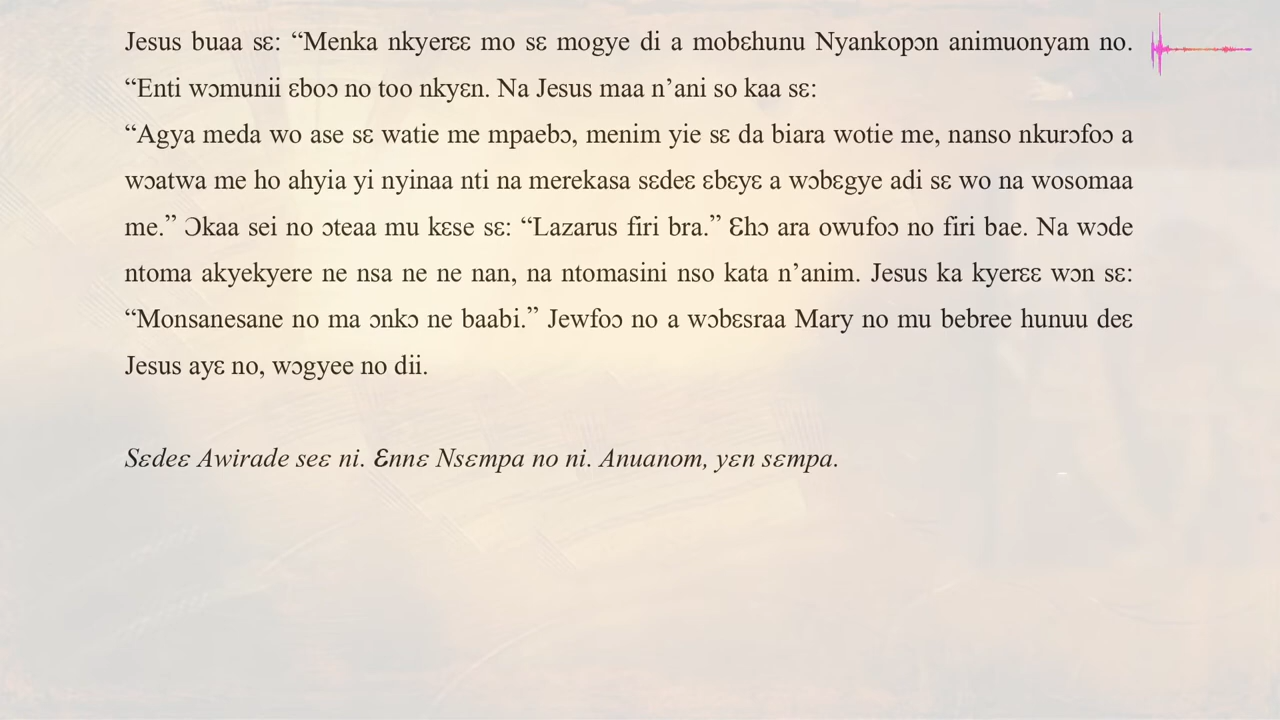 Jesus buaa sɛ: “Menka nkyerɛɛ mo sɛ mogye di a mobɛhunu Nyankopɔn animuonyam no.
“Enti wɔmunii ɛboɔ no too nkyɛn. Na Jesus maa n’ani so kaa sɛ:
“Agya meda wo ase sɛ watie me mpaebɔ, menim yie sɛ da biara wotie me, nanso nkurɔfoɔ a
wɔatwa me ho ahyia yi nyinaa nti na merekasa sɛdeɛ ɛbɛyɛ a wɔbɛgye adi sɛ wo na wosomaa
me.” Ɔkaa sei no ɔteaa mu kɛse sɛ: “Lazarus firi bra.” Ɛhɔ ara owufoɔ no firi bae. Na wɔde
ntoma akyekyere ne nsa ne ne nan, na ntomasini nso kata n’anim. Jesus ka kyerɛɛ wɔn sɛ:
“Monsanesane no ma ɔnkɔ ne baabi.” Jewfoɔ no a wɔbɛsraa Mary no mu bebree hunuu deɛ
Jesus ayɛ no, wɔgyee no dii.
Sɛdeɛ Awirade seɛ ni. Ɛnnɛ Nsɛmpa no ni. Anuanom, yɛn sɛmpa.